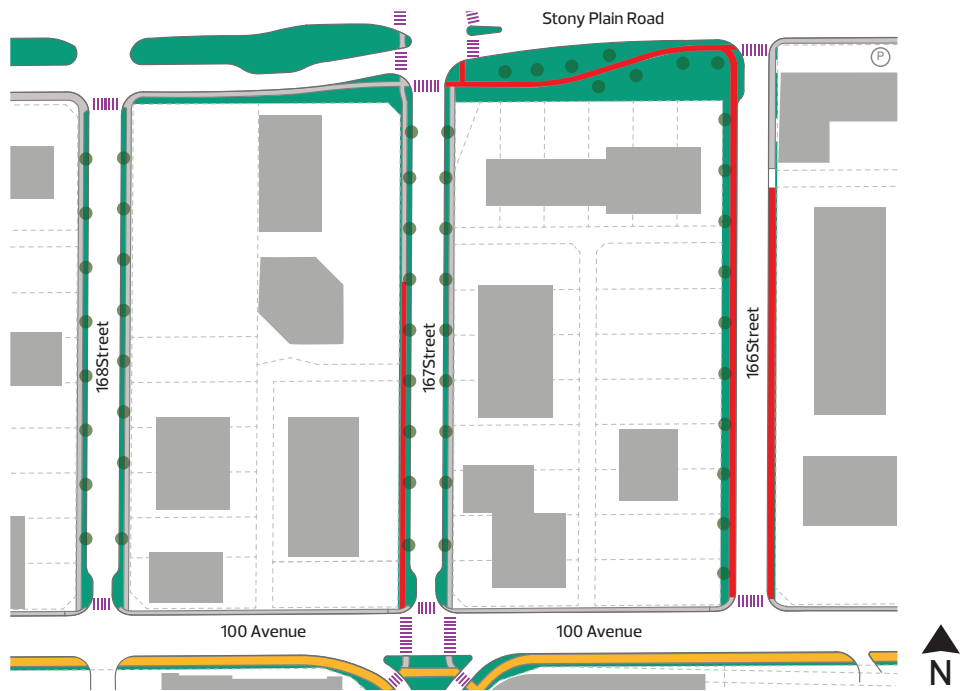 Stony Plain Road
P
168Street
167Street
166Street
100 Avenue
100 Avenue
N